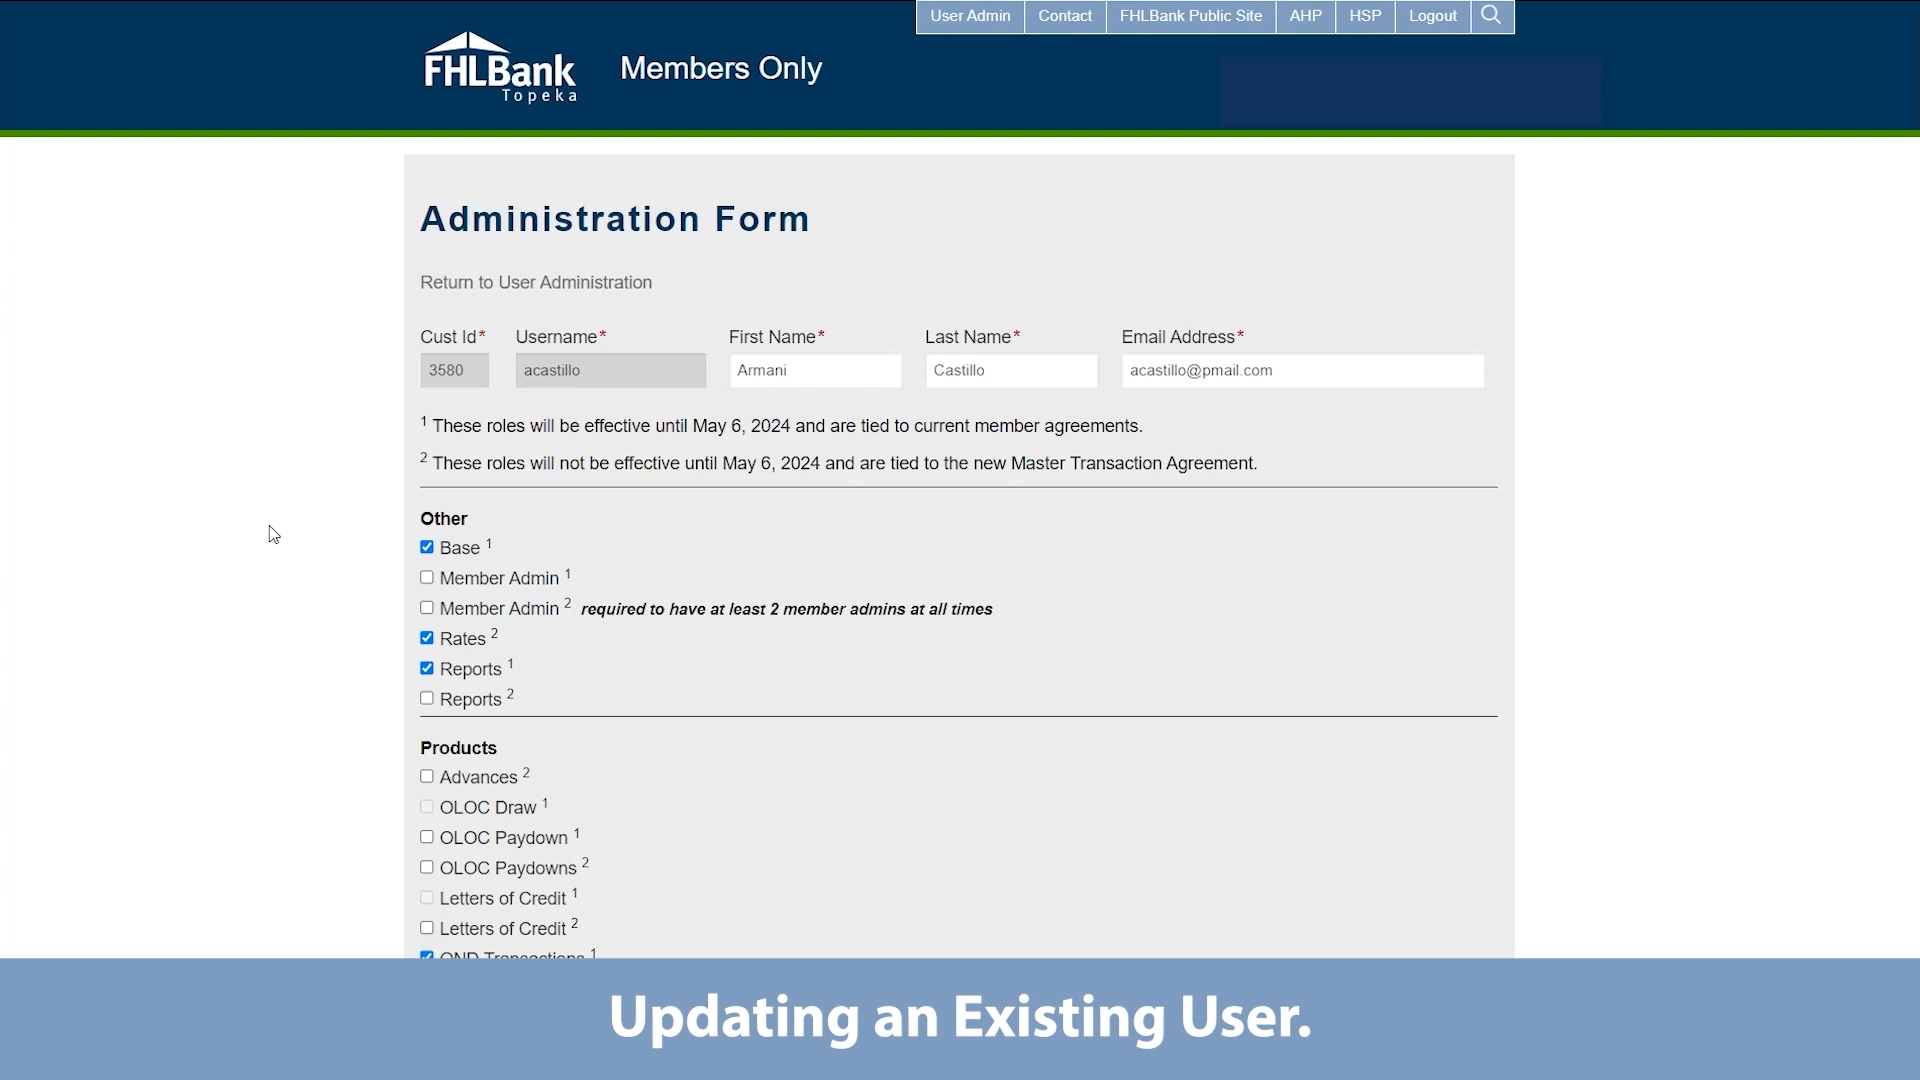 User Admin
Contact
FHLBank Public Site
AHP
HSP
Logout
FHLBank
Topeka
Members Only
Administration Form
Return to User Administration
Cust Id* Username* First Name* Last Name* Email Address*
3580 acastillo Armani Castillo acastillo@pmail.com
1 These roles will be effective until May 6, 2024 and are tied to current member agreements.
2 These roles will not be effective until May 6, 2024 and are tied to the new Master Transaction Agreement.
Other
Base 1
Member Admin 1
Member Admin 2 required to have at least 2 member admins at all times
Rates 2
Reports 1
Reports 2
Products
Advances 2
OLOC Draw 1
OLOC Paydown 1
OLOC Paydowns 2
Letters of Credit 1
Letters of Credit 2
OND Transactions 1
Updating an Existing User.